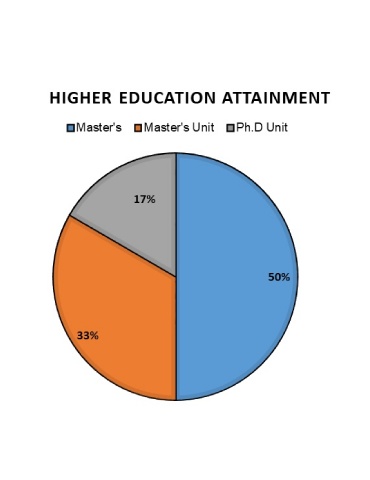 HIGHER EDUCATION ATTAINMENT
Master's Master's Unit Ph.D Unit
17%
50%
33%